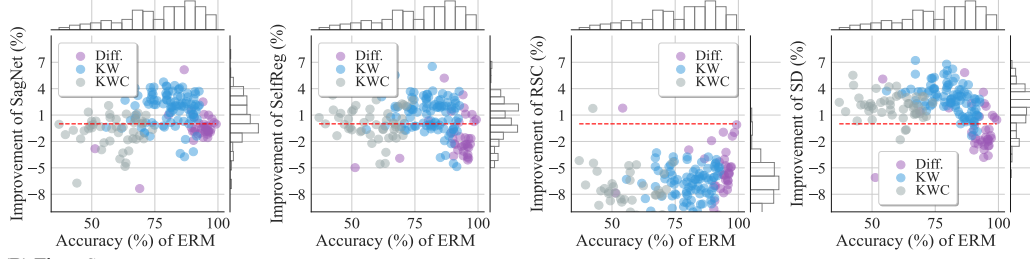 Improvement of SagNet (%)
7
4
1
−2
−5
−8
Diff.
KW
KWC
50
75
100
Accuracy (%) of ERM
Improvement of SelfReg (%)
7
4
1
−2
−5
−8
Diff.
KW
KWC
50
75
100
Accuracy (%) of ERM
Improvement of RSC (%)
7
4
1
−2
−5
−8
Diff.
KW
KWC
50
75
100
Accuracy (%) of ERM
Improvement of SD (%)
7
4
1
−2
−5
−8
Diff.
KW
KWC
50
75
100
Accuracy (%) of ERM